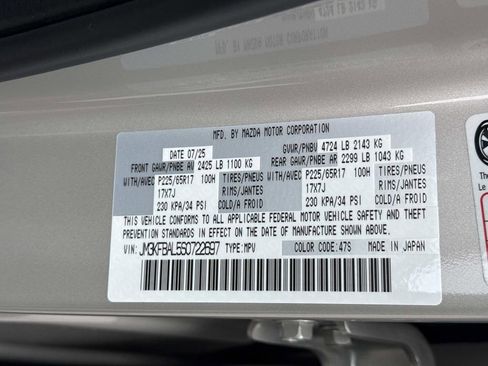 MFD. BY MAZDA MOTOR CORPORATION
DATE 07/25 GVWR/PNBV 4724 LB 2143 KG
FRONT GAWR/PNBE AV 2425 LB 1100 KG REAR GAWR/PNBE AR 2299 LB 1043 KG
WITH/AVEC P225/65R17 100H TIRES/PNEUS WITH/AVEC P225/65R17 100H TIRES/PNEUS
17X7J RIMS/JANTES 17X7J RIMS/JANTES
230 KPA/34 PSI COLD/A FROID 230 KPA/34 PSI COLD/A FROID
THIS VEHICLE CONFORMS TO ALL APPLICABLE FEDERAL MOTOR VEHICLE SAFETY, BUMPER, AND THEFT
PREVENTION STANDARDS IN EFFECT ON THE DATE OF MANUFACTURE SHOWN ABOVE.
VIN: JM3KFBAL5S0722697 TYPE: MPV COLOR CODE: 47S MADE IN JAPAN